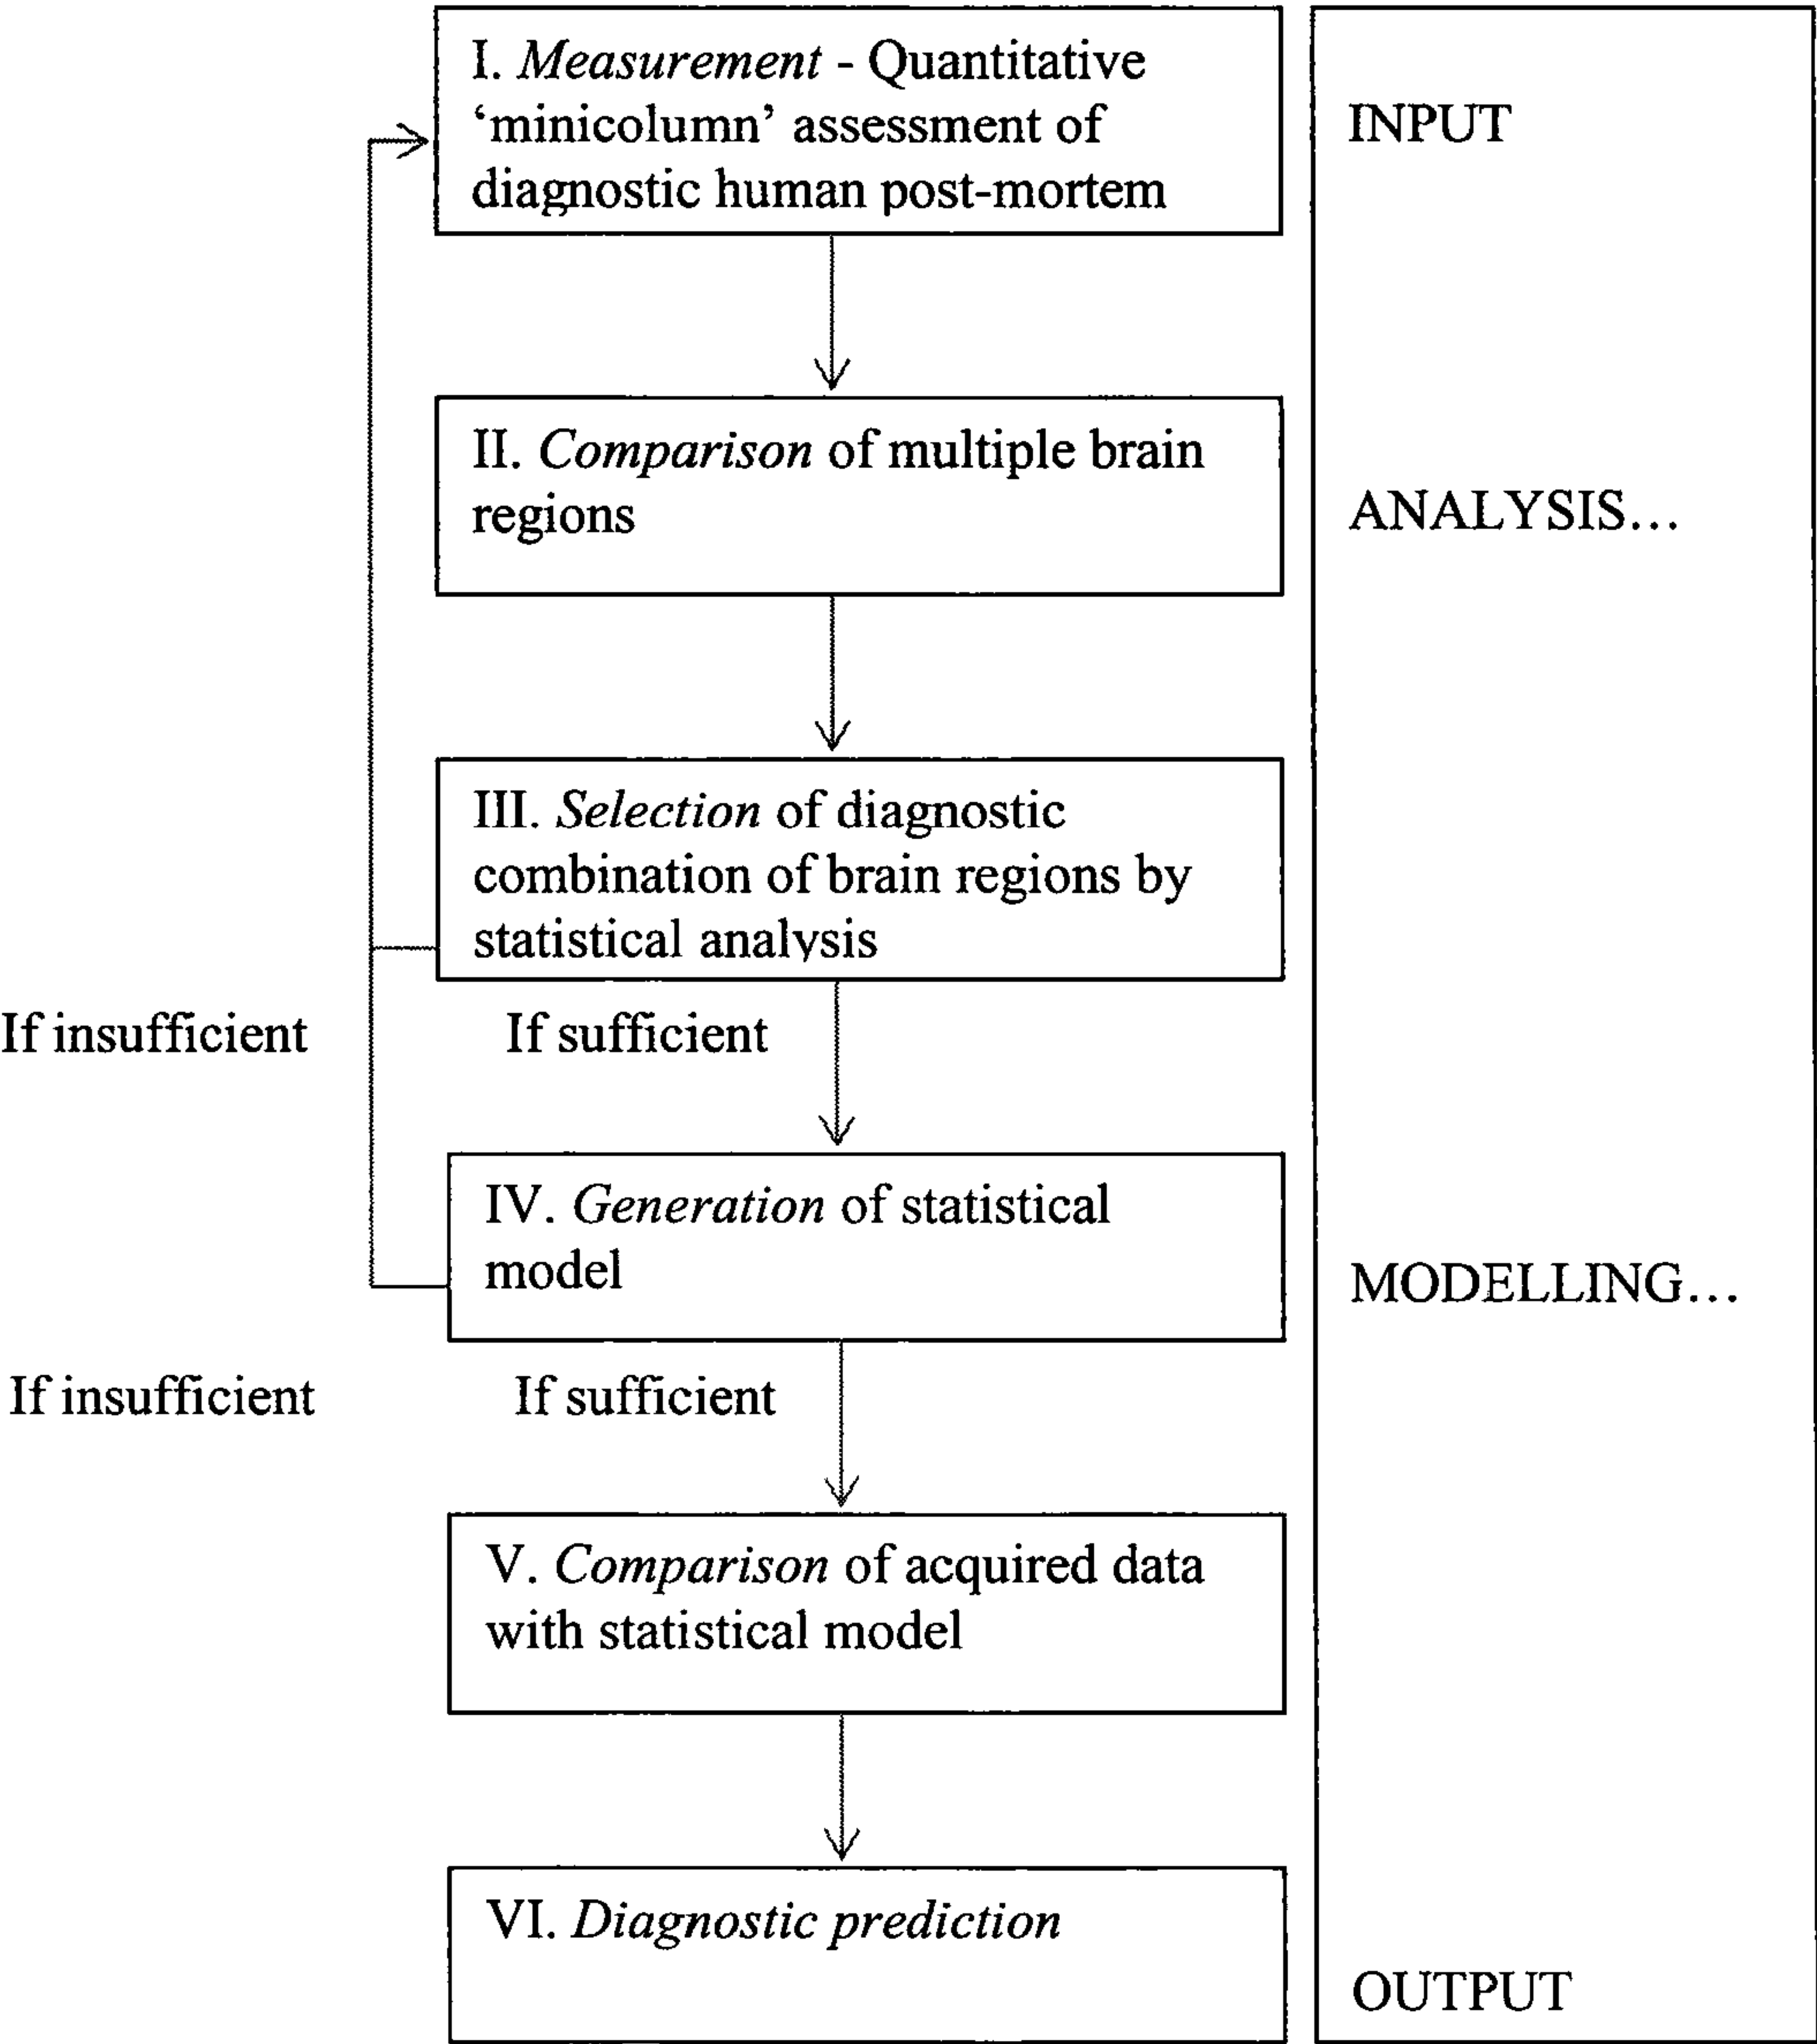 I. Measurement - Quantitative
‘minicolumn’ assessment of
diagnostic human post-mortem
INPUT
II. Comparison of multiple brain
regions
ANALYSIS...
III. Selection of diagnostic
combination of brain regions by
statistical analysis
If insufficient
If sufficient
IV. Generation of statistical
model
MODELLING...
If insufficient
If sufficient
V. Comparison of acquired data
with statistical model
VI. Diagnostic prediction
OUTPUT